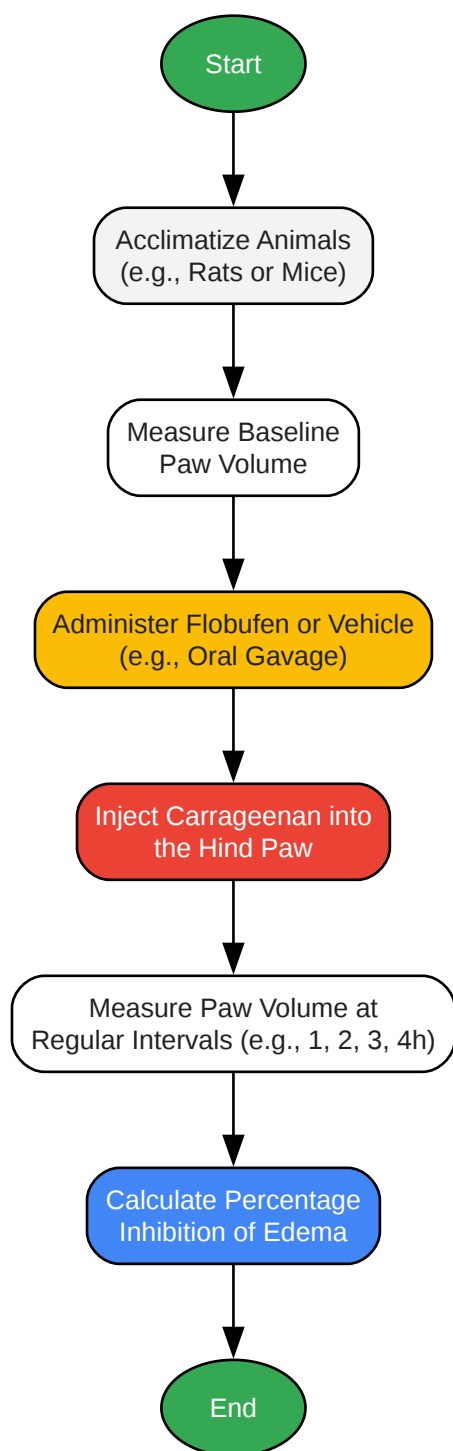 Start
Acclimatize Animals
(e.g., Rats or Mice)
Measure Baseline
Paw Volume
Administer Flobufen or Vehicle
(e.g., Oral Gavage)
Inject Carrageenan into
the Hind Paw
Measure Paw Volume at
Regular Intervals (e.g., 1, 2, 3, 4h)
Calculate Percentage
Inhibition of Edema
End